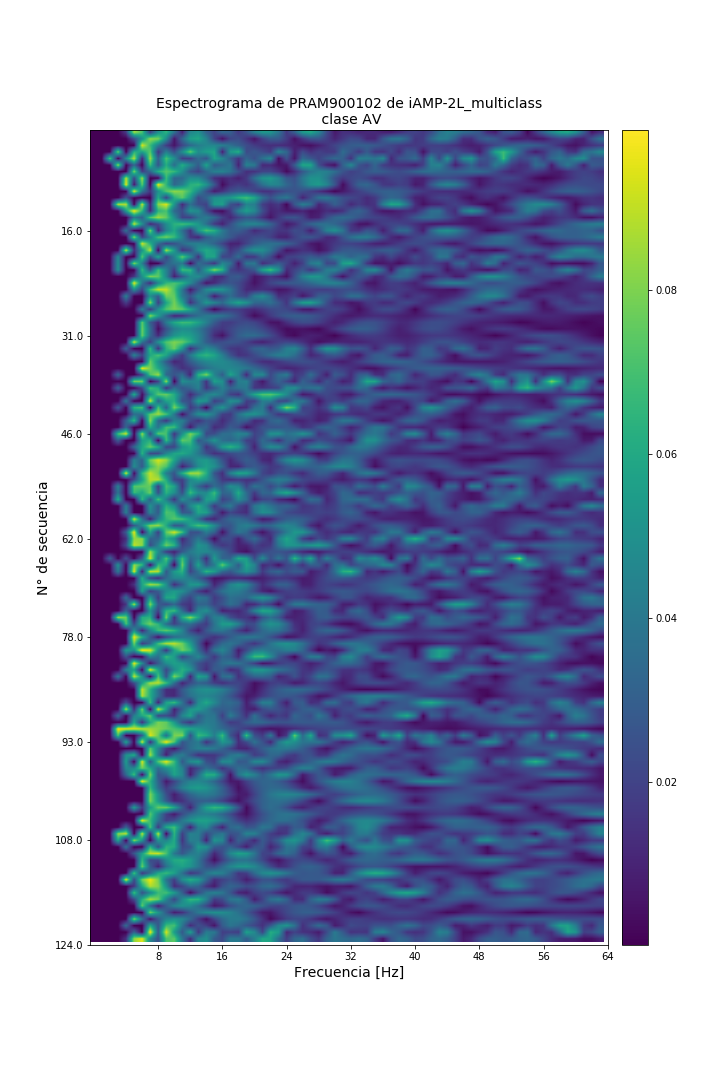 Espectrograma de PRAM900102 de iAMP-2L_multiclass
clase AV
16.0
31.0
46.0
62.0
78.0
93.0
108.0
124.0
N° de secuencia
8 16 24 32 40 48 56 64
Frecuencia [Hz]
0.08
0.06
0.04
0.02